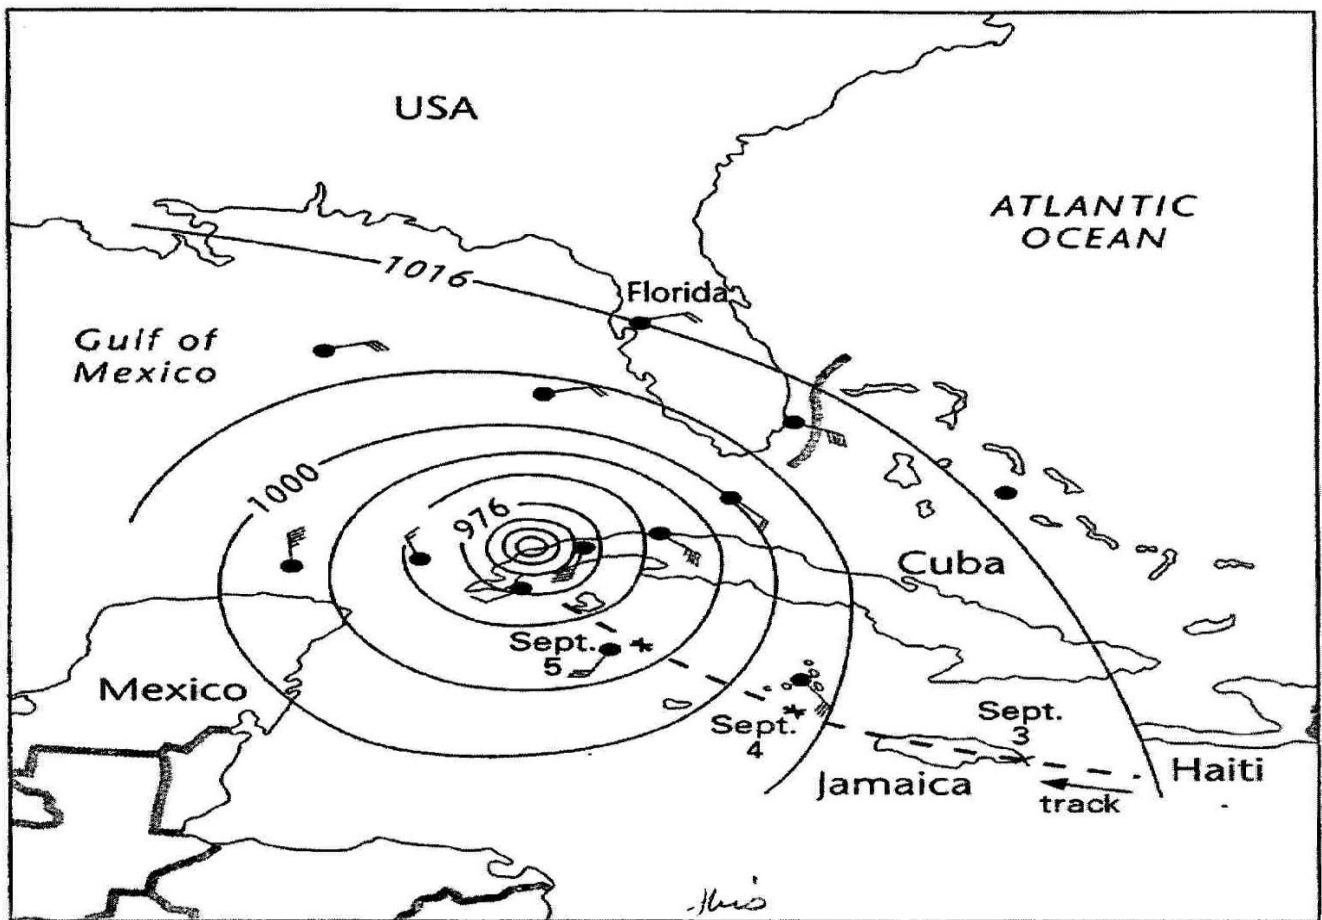 USA
ATLANTIC
OCEAN
1016
Florida
Gulf of
Mexico
1000
976
Cuba
Sept.
5
Mexico
Sept.
4
Sept.
3
Jamaica
Haiti
track
this